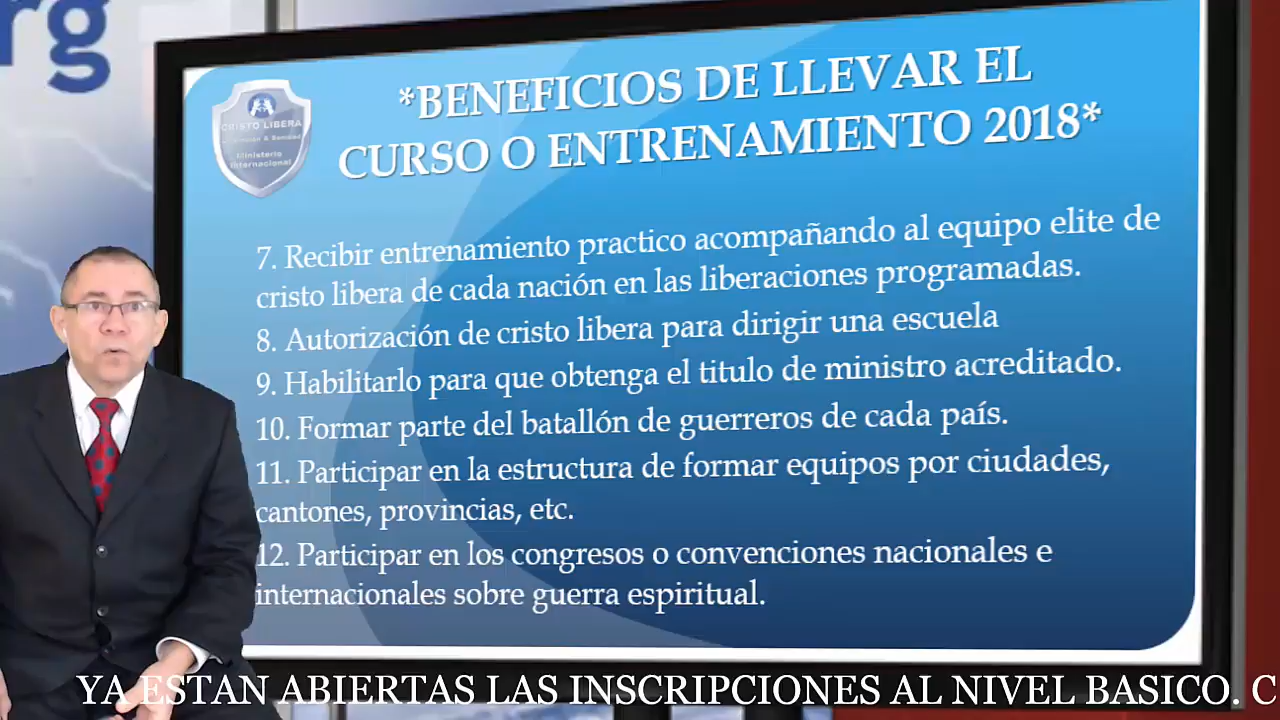 rg
CRISTO LIBERA
Ministerio
Internacional
*BENEFICIOS DE LLEVAR EL
CURSO O ENTRENAMIENTO 2018*
7. Recibir entrenamiento practico acompañando al equipo elite de
cristo libera de cada nación en las liberaciones programadas.
8. Autorización de cristo libera para dirigir una escuela
9. Habilitarlo para que obtenga el titulo de ministro acreditado.
10. Formar parte del batallón de guerreros de cada país.
11. Participar en la estructura de formar equipos por ciudades,
cantones, provincias, etc.
12. Participar en los congresos o convenciones nacionales e
internacionales sobre guerra espiritual.
YA ESTAN ABIERTAS LAS INSCRIPCIONES AL NIVEL BASICO. C